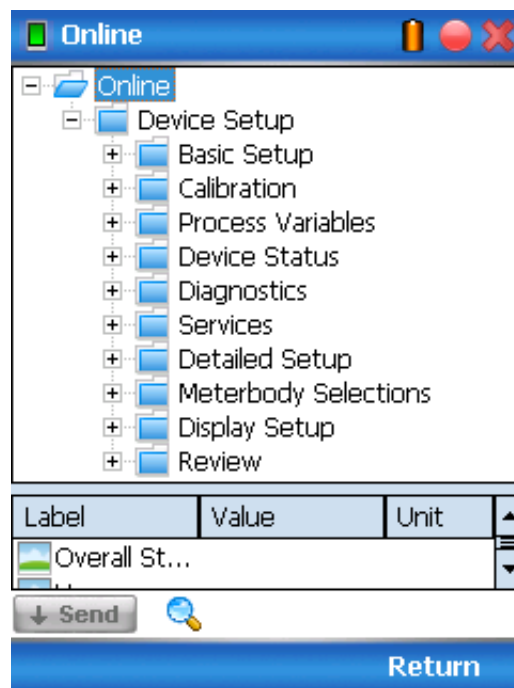 Online
Online
Device Setup
Basic Setup
Calibration
Process Variables
Device Status
Diagnostics
Services
Detailed Setup
Meterbody Selections
Display Setup
Review
Label Value Unit
Overall St...
Send
Return